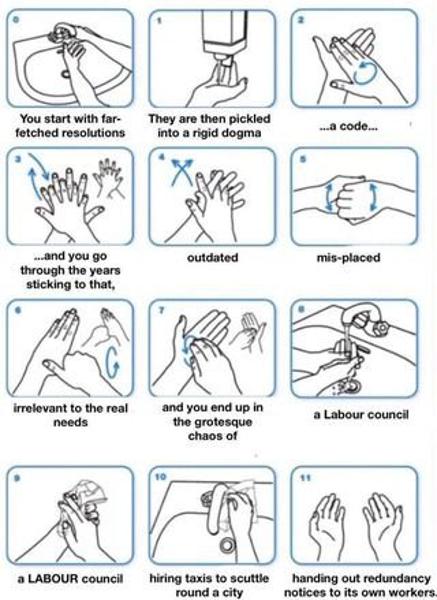 0
1
2
You start with far-
fetched resolutions
They are then pickled
into a rigid dogma
...a code...
3
4
5
...and you go
through the years
sticking to that,
outdated
mis-placed
6
7
8
irrelevant to the real
needs
and you end up in
the grotesque
chaos of
a Labour council
9
10
11
a LABOUR council
hiring taxis to scuttle
round a city
handing out redundancy
notices to its own workers.